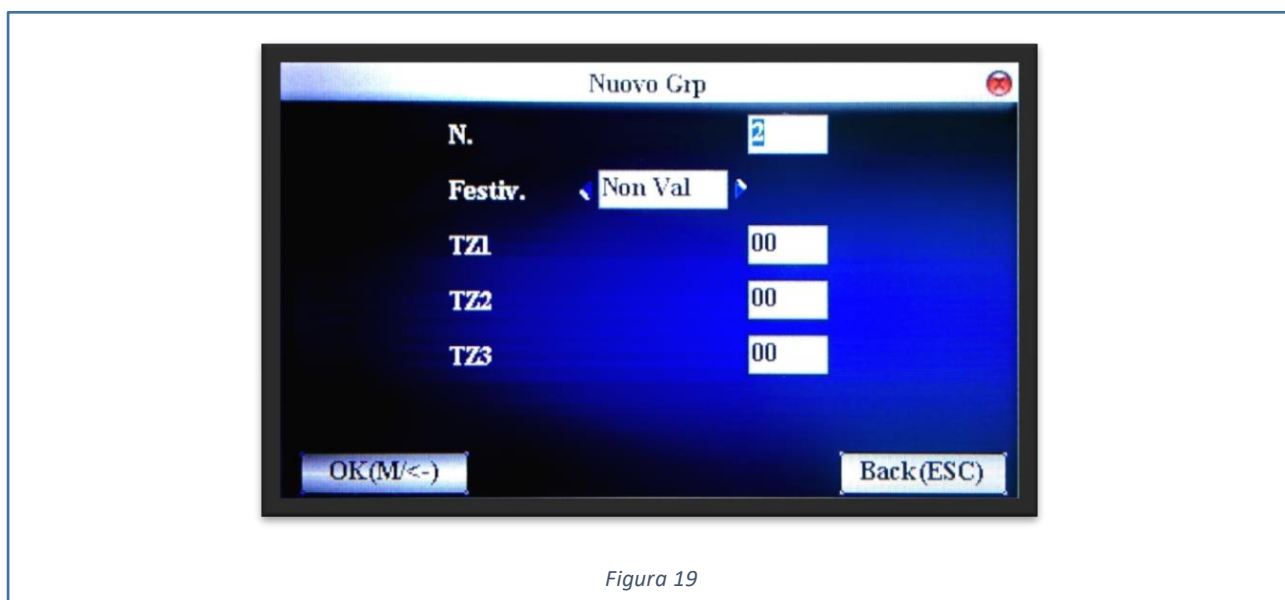 Nuovo Grp
N. 2
Festiv. Non Val
TZ1 00
TZ2 00
TZ3 00
OK(M/<-) Back(ESC)
Figura 19